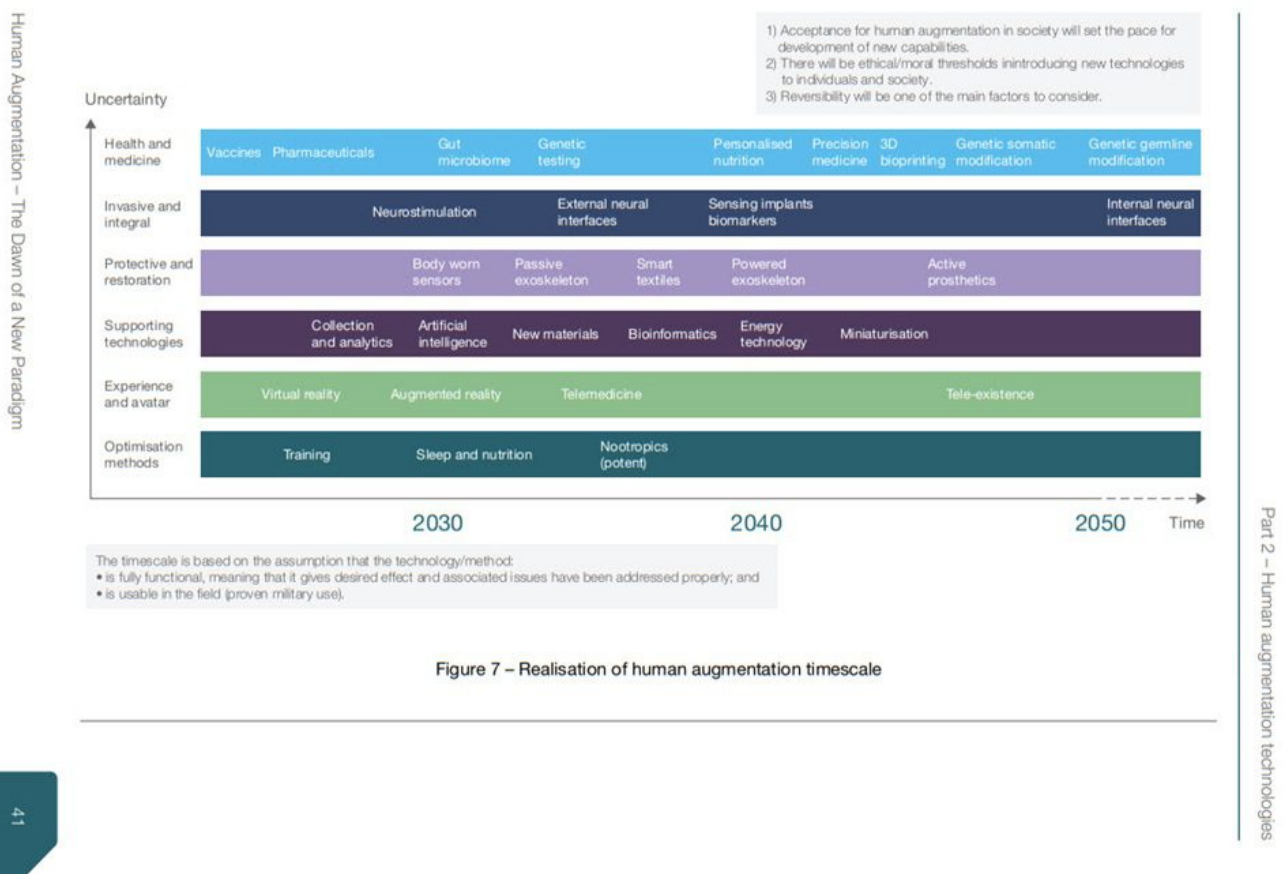 Human Augmentation – The Dawn of a New Paradigm
1) Acceptance for human augmentation in society will set the pace for
development of new capabilities.
2) There will be ethical/moral thresholds inintroducing new technologies
to individuals and society.
3) Reversibility will be one of the main factors to consider.
Uncertainty
Health and
medicine
Vaccines
Pharmaceuticals
Gut
microbiome
Genetic
testing
Personalised
nutrition
Precision
medicine
3D
bioprinting
Genetic somatic
modification
Genetic germline
modification
Invasive and
integral
Neurostimulation
External neural
interfaces
Sensing implants
biomarkers
Internal neural
interfaces
Protective and
restoration
Body worn
sensors
Passive
exoskeleton
Smart
textiles
Powered
exoskeleton
Active
prosthetics
Supporting
technologies
Collection
and analytics
Artificial
intelligence
New materials
Bioinformatics
Energy
technology
Miniaturisation
Experience
and avatar
Virtual reality
Augmented reality
Telemedicine
Tele-existence
Optimisation
methods
Training
Sleep and nutrition
Nootropics
(potent)
2030
2040
2050
Time
The timescale is based on the assumption that the technology/method:
• is fully functional, meaning that it gives desired effect and associated issues have been addressed properly; and
• is usable in the field (proven military use).
Figure 7 – Realisation of human augmentation timescale
Part 2 – Human augmentation technologies
41